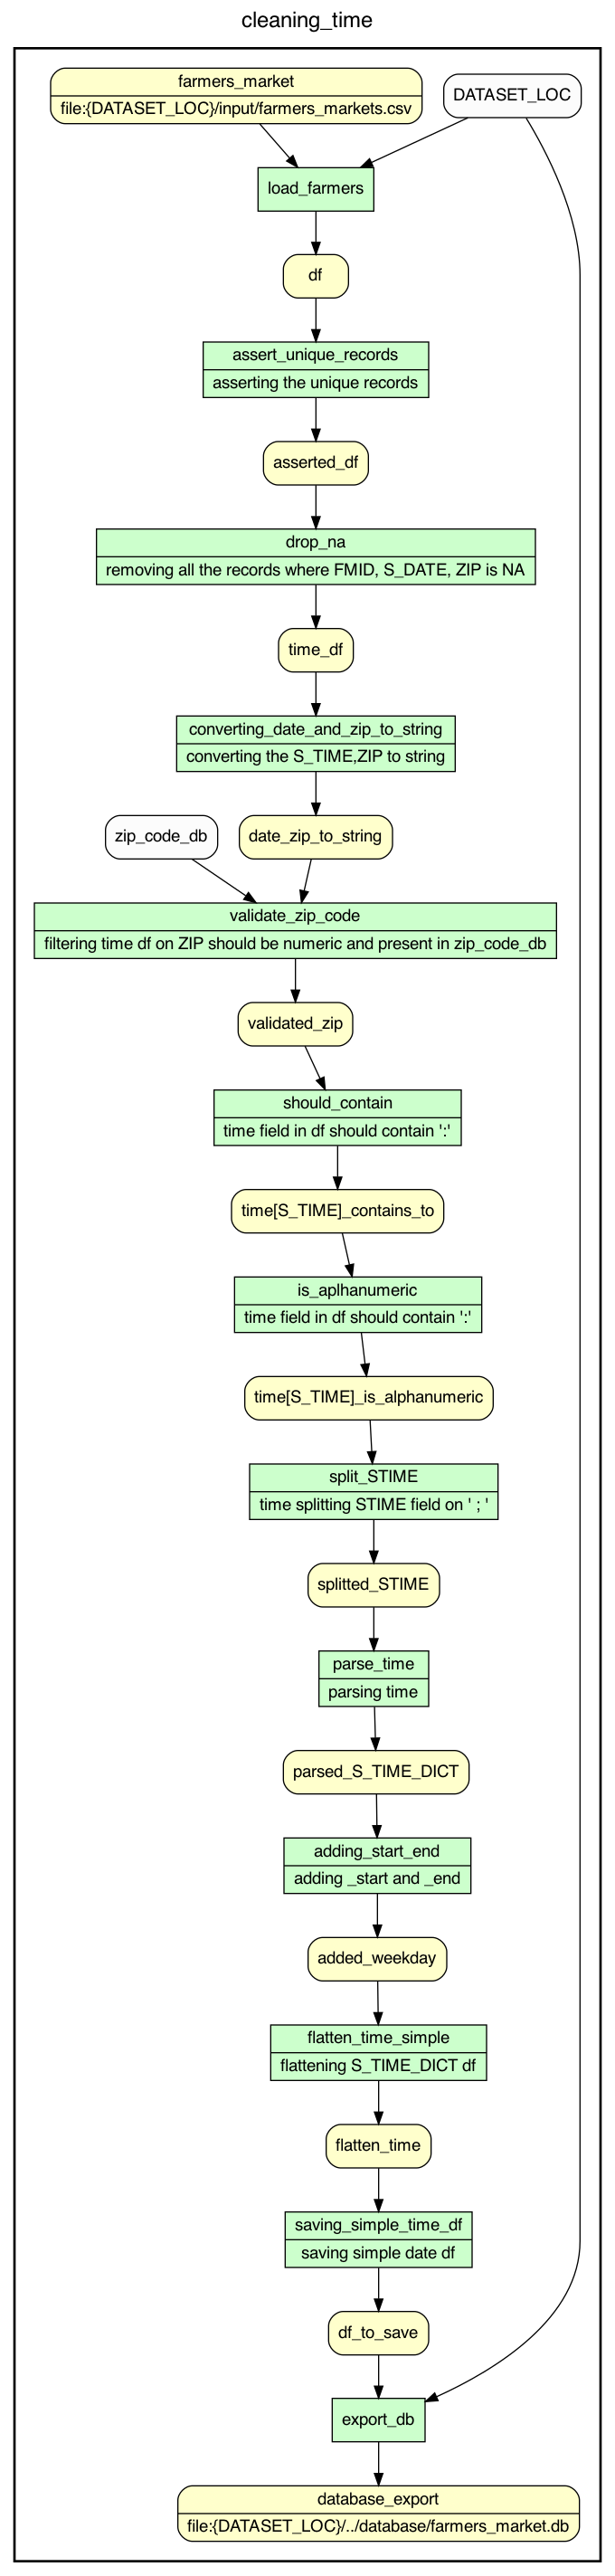 cleaning_time
farmers_market
file:{DATASET_LOC}/input/farmers_markets.csv
DATASET_LOC
load_farmers
df
assert_unique_records
asserting the unique records
asserted_df
drop_na
removing all the records where FMID, S_DATE, ZIP is NA
time_df
converting_date_and_zip_to_string
converting the S_TIME,ZIP to string
zip_code_db
date_zip_to_string
validate_zip_code
filtering time df on ZIP should be numeric and present in zip_code_db
validated_zip
should_contain
time field in df should contain ':'
time[S_TIME]_contains_to
is_aplhanumeric
time field in df should contain ':'
time[S_TIME]_is_alphanumeric
split_STIME
time splitting STIME field on ' ; '
splitted_STIME
parse_time
parsing time
parsed_S_TIME_DICT
adding_start_end
adding _start and _end
added_weekday
flatten_time_simple
flattening S_TIME_DICT df
flatten_time
saving_simple_time_df
saving simple date df
df_to_save
export_db
database_export
file:{DATASET_LOC}/../database/farmers_market.db